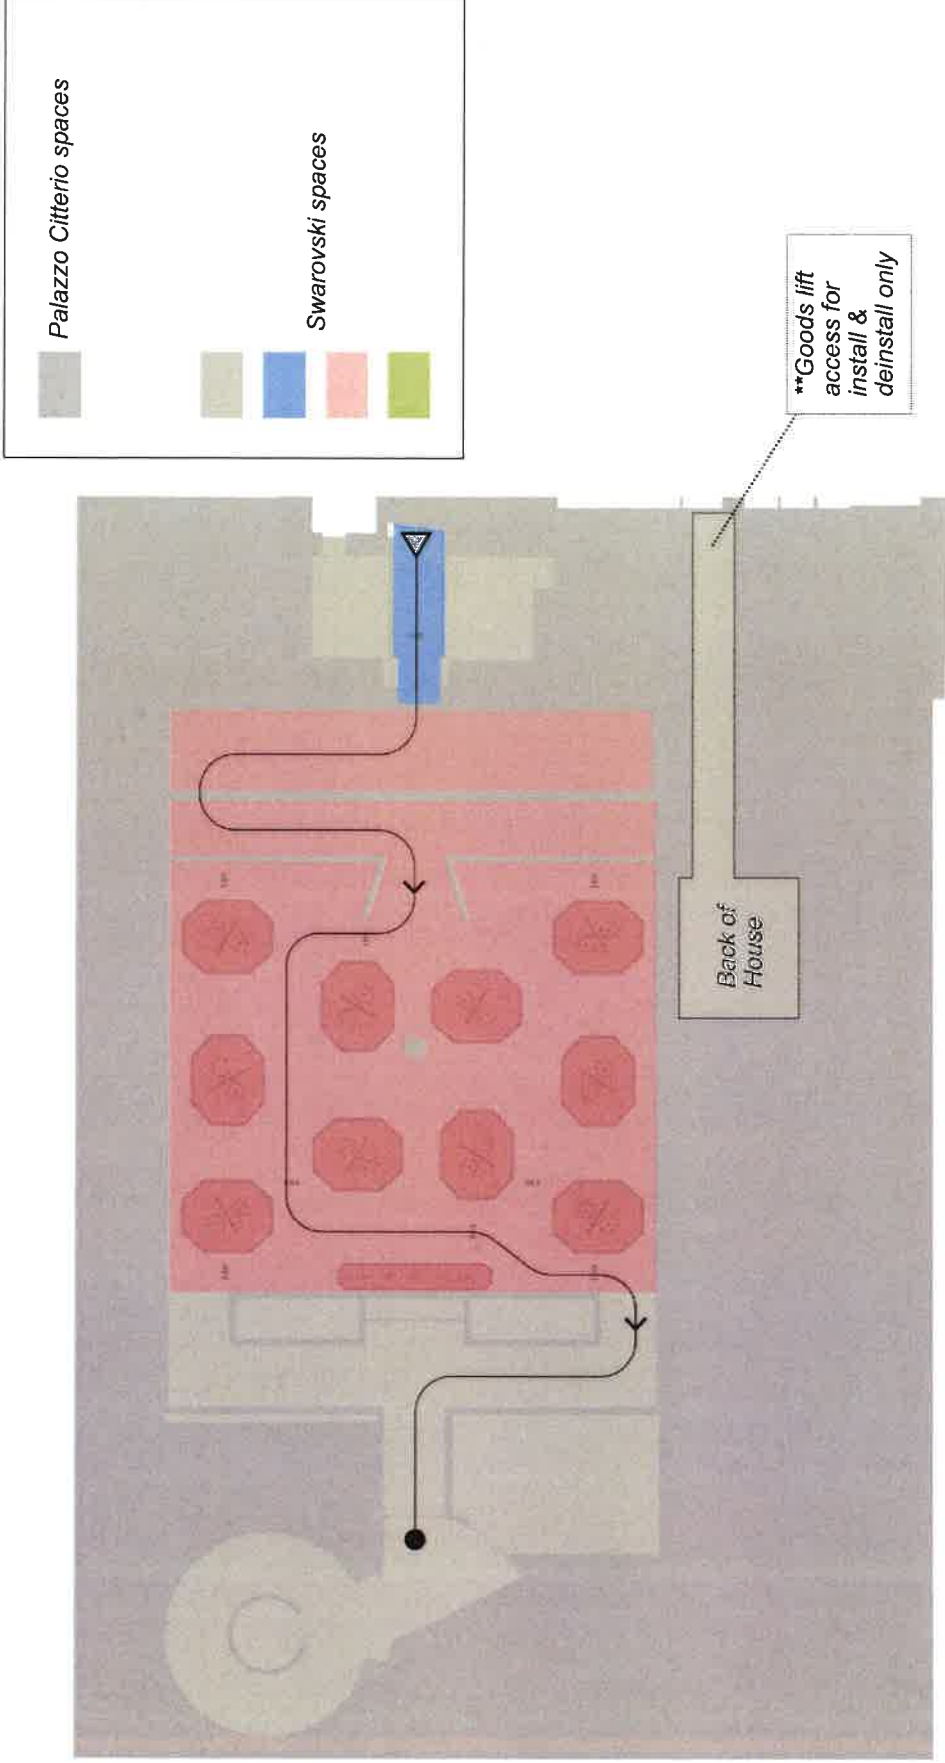 Palazzo Citterio spaces
Swarovski spaces
**Goods lift
access for
install &
deinstall only
Back of
House